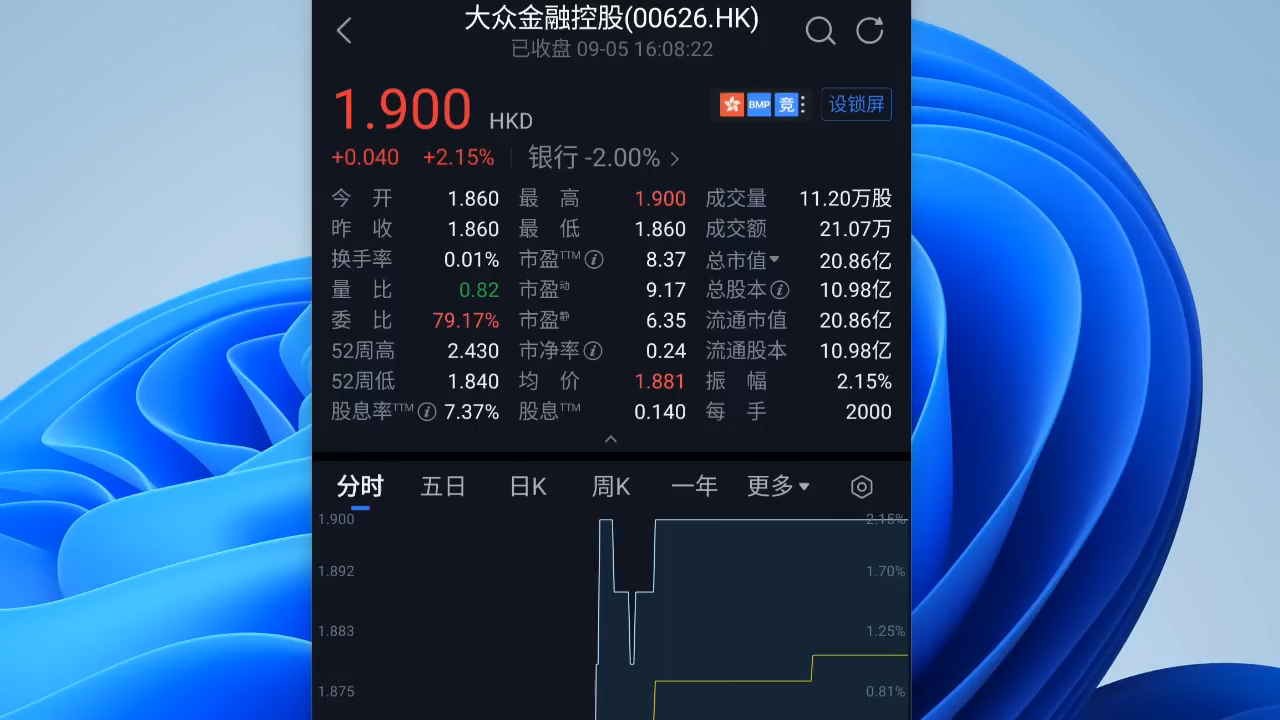 大众金融控股(00626.HK)
已收盘 09-05 16:08:22
1.900 HKD
BMP 竞 设锁屏
+0.040 +2.15% 银行 -2.00%
今开 1.860 最高 1.900 成交量 11.20万股
昨收 1.860 最低 1.860 成交额 21.07万
换手率 0.01% 市盈TTM 8.37 总市值 20.86亿
量比 0.82 市盈动 9.17 总股本 10.98亿
委比 79.17% 市盈静 6.35 流通市值 20.86亿
52周高 2.430 市净率 0.24 流通股本 10.98亿
52周低 1.840 均价 1.881 振幅 2.15%
股息率TTM 7.37% 股息TTM 0.140 每手 2000
分时 五日 日K 周K 一年 更多
1.900 2.15%
1.892 1.70%
1.883 1.25%
1.875 0.81%